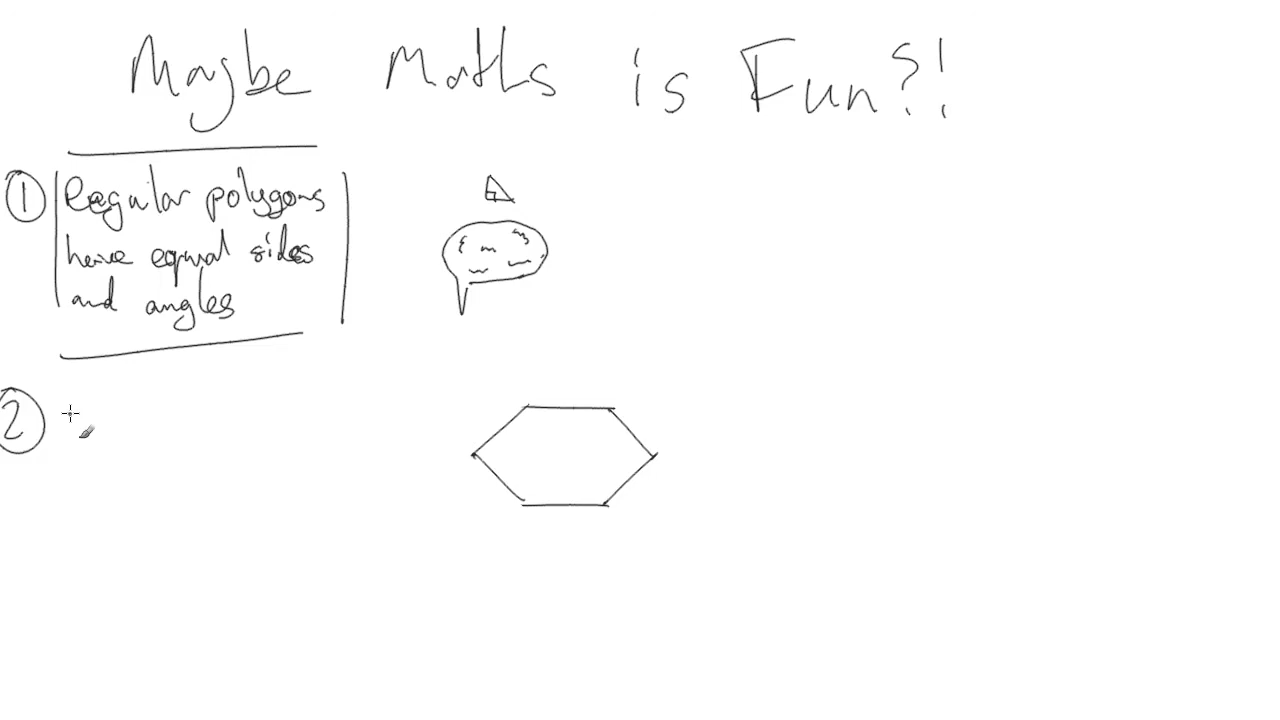 Maybe Maths is Fun?!
1 Regular polygons
have equal sides
and angles
2